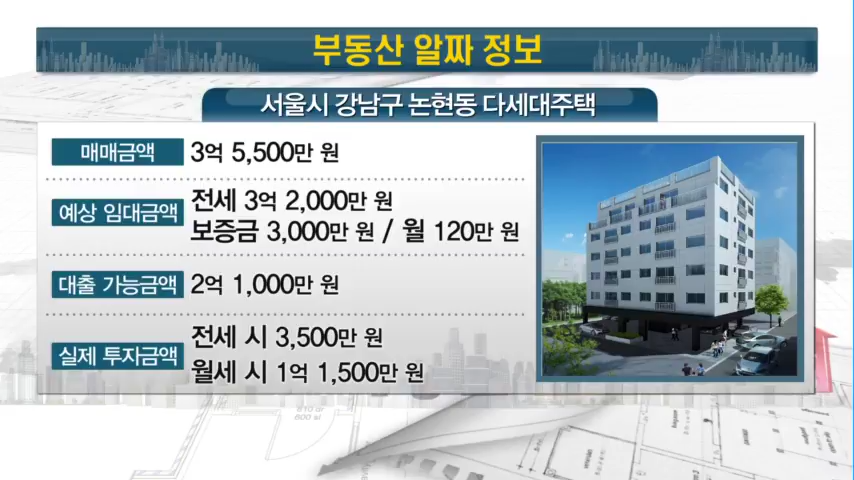 부동산 알짜 정보
서울시 강남구 논현동 다세대주택
매매금액 3억 5,500만 원
예상 임대금액 전세 3억 2,000만 원
보증금 3,000만 원 / 월 120만 원
대출 가능금액 2억 1,000만 원
실제 투자금액 전세 시 3,500만 원
월세 시 1억 1,500만 원